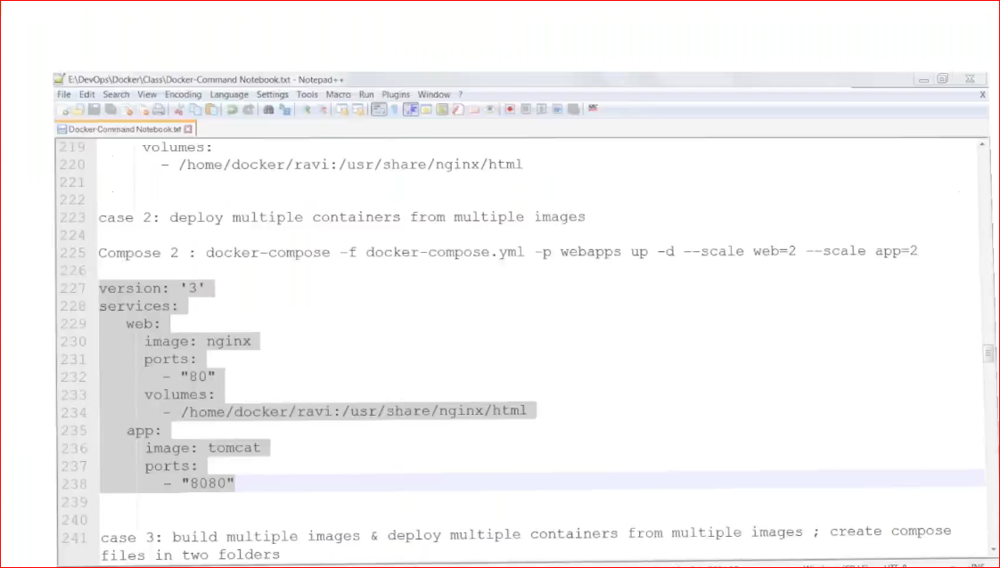 E:\DevOps\Docker\Class\Docker-Command Notebook.txt - Notepad++
File Edit Search View Encoding Language Settings Tools Macro Run Plugins Window ? X
Docker-Command Notebook.txt
219 volumes:
220 - /home/docker/ravi:/usr/share/nginx/html
221
222
223 case 2: deploy multiple containers from multiple images
224
225 Compose 2 : docker-compose -f docker-compose.yml -p webapps up -d --scale web=2 --scale app=2
226
227 version: '3'
228 services:
229 web:
230 image: nginx
231 ports:
232 - "80"
233 volumes:
234 - /home/docker/ravi:/usr/share/nginx/html
235 app:
236 image: tomcat
237 ports:
238 - "8080"
239
240
241 case 3: build multiple images & deploy multiple containers from multiple images ; create compose
files in two folders